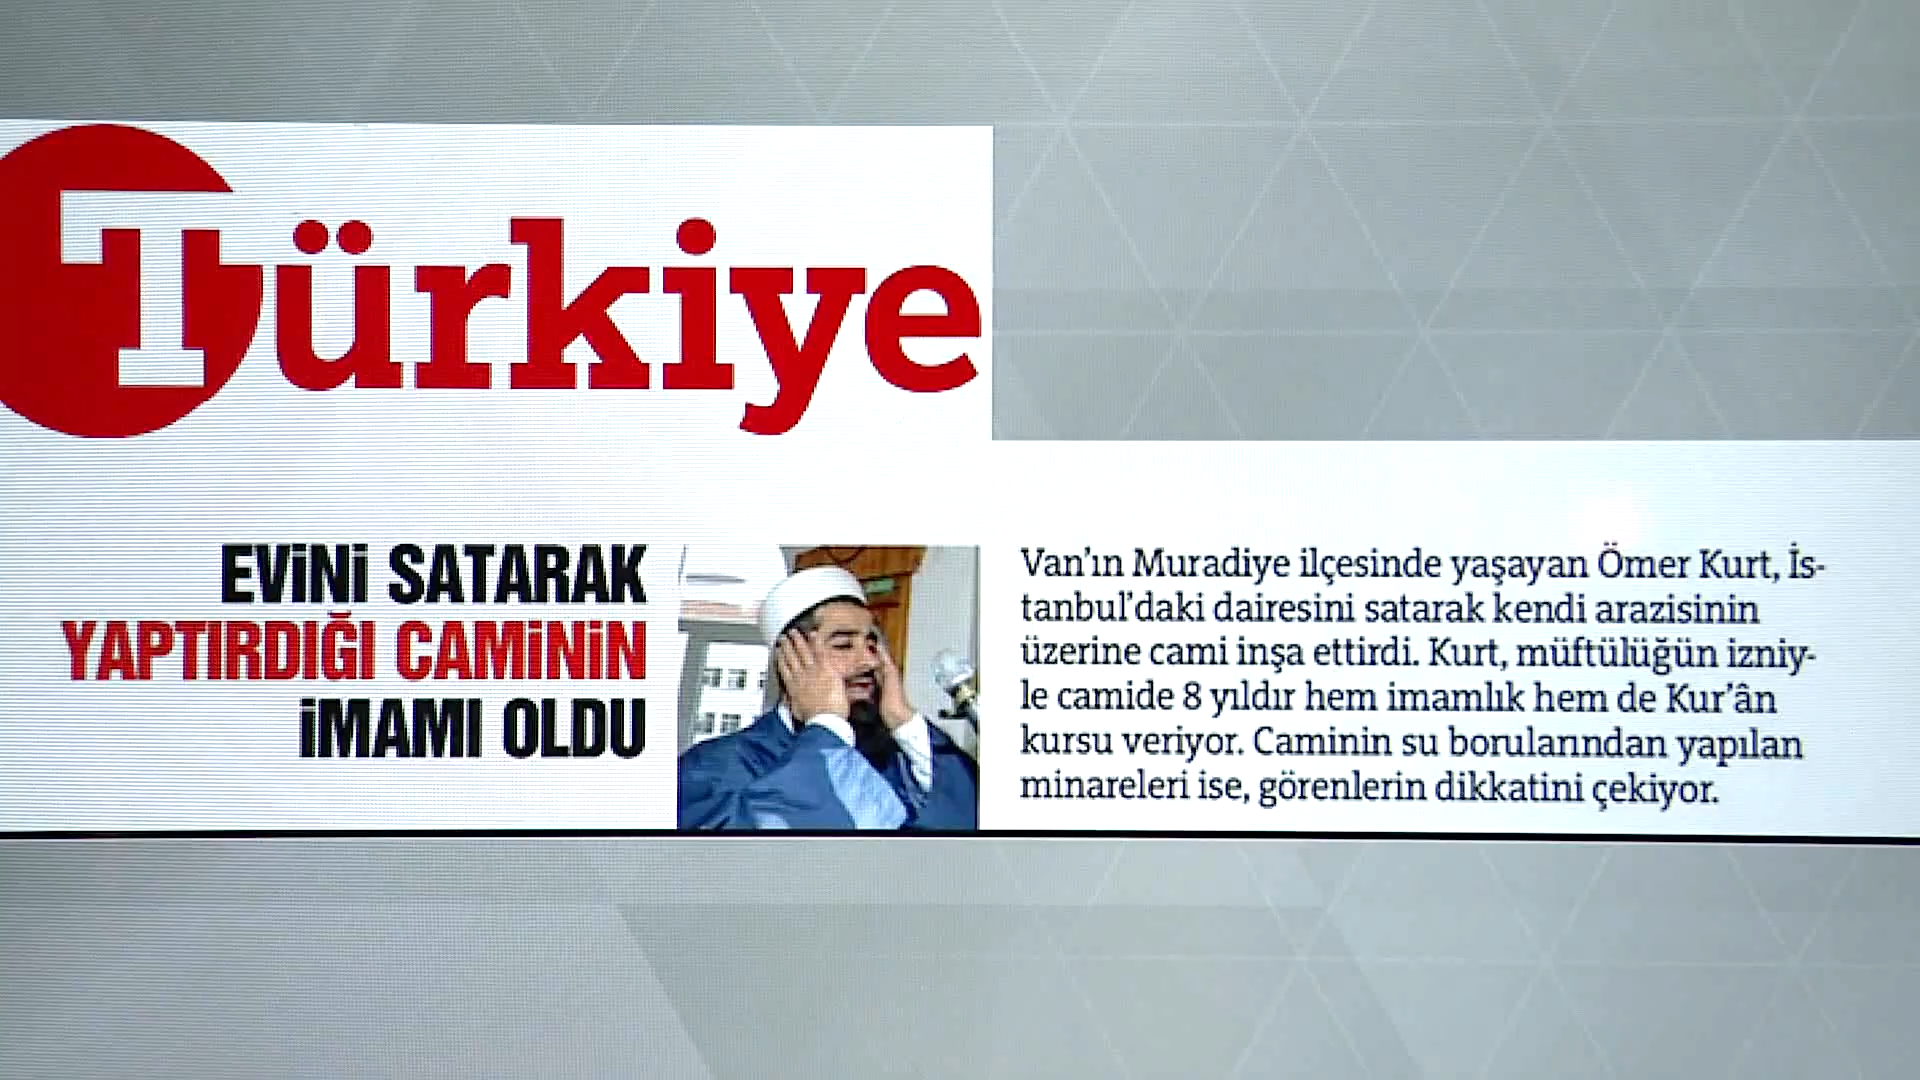 Türkiye
EVİNİ SATARAK
YAPTIRDIĞI CAMİNİN
İMAMI OLDU
Van'ın Muradiye ilçesinde yaşayan Ömer Kurt, İs-
tanbul'daki dairesini satarak kendi arazisinin
üzerine cami inşa ettirdi. Kurt, müftülüğün izniy-
le camide 8 yıldır hem imamlık hem de Kur'ân
kursu veriyor. Caminin su borularından yapılan
minareleri ise, görenlerin dikkatini çekiyor.